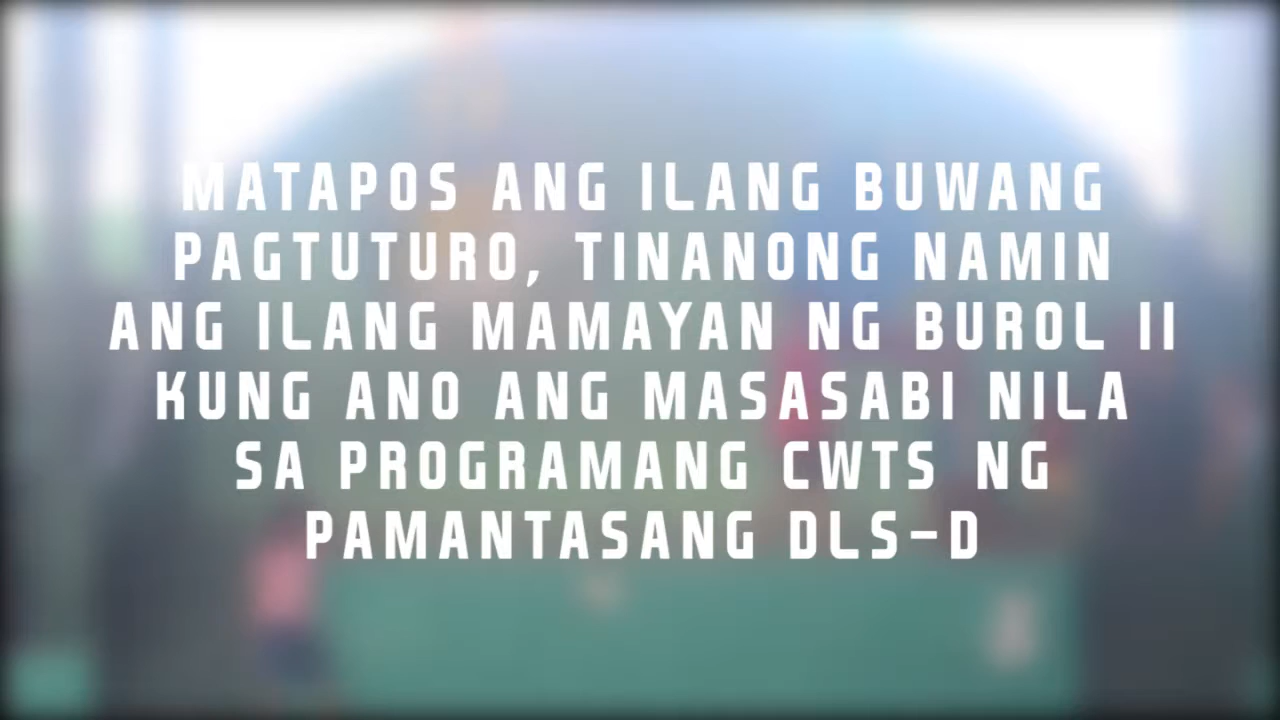 MATAPOS ANG ILANG BUWANG
PAGTUTURO, TINANONG NAMIN
ANG ILANG MAMAYAN NG BUROL II
KUNG ANO ANG MASASABI NILA
SA PROGRAMANG CWTS NG
PAMANTASANG DLS-D